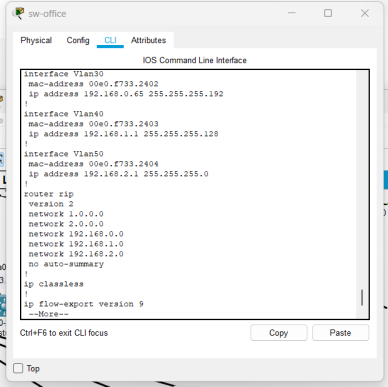 sw-office
Physical Config CLI Attributes
IOS Command Line Interface
interface Vlan30
mac-address 00e0.f733.2402
ip address 192.168.0.65 255.255.255.192
!
interface Vlan40
mac-address 00e0.f733.2403
ip address 192.168.1.1 255.255.255.128
!
interface Vlan50
mac-address 00e0.f733.2404
ip address 192.168.2.1 255.255.255.0
!
router rip
version 2
network 1.0.0.0
network 2.0.0.0
network 192.168.0.0
network 192.168.1.0
network 192.168.2.0
no auto-summary
!
ip classless
!
ip flow-export version 9
--More--
Ctrl+F6 to exit CLI focus
Copy
Paste
Top